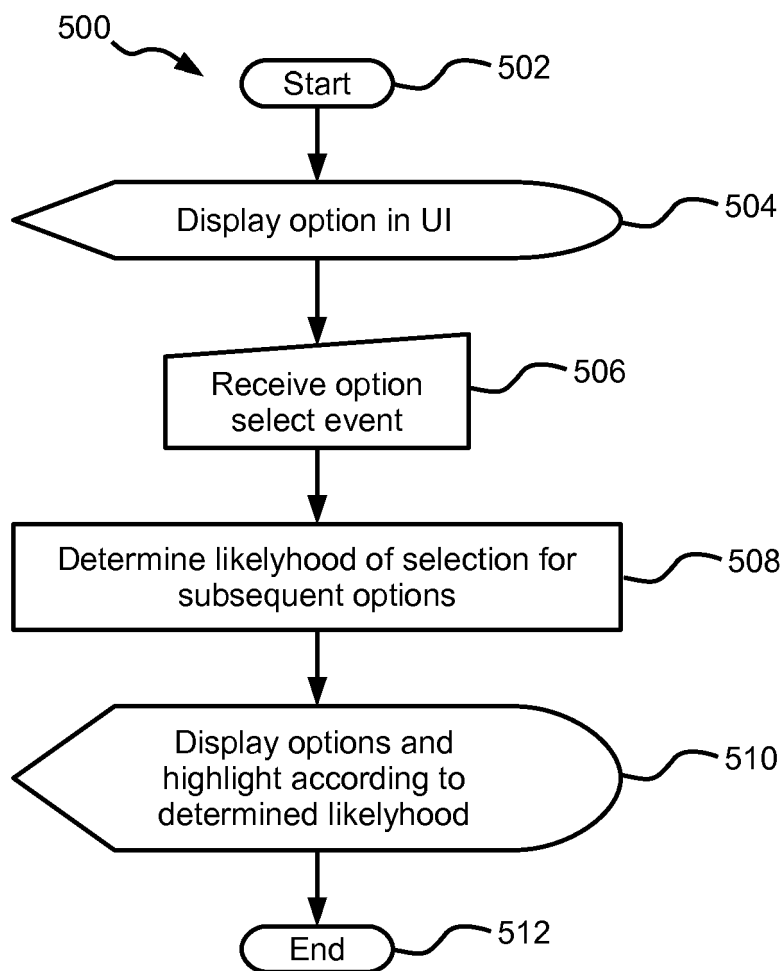 500
Start
502
Display option in UI
504
Receive option
select event
506
Determine likelyhood of selection for
subsequent options
508
Display options and
highlight according to
determined likelyhood
510
End
512